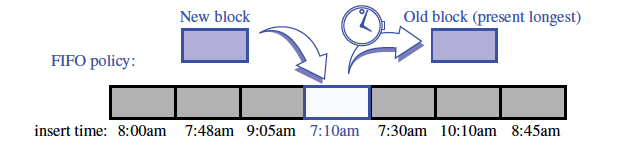 New block
Old block (present longest)
FIFO policy:
insert time: 8:00am 7:48am 9:05am 7:10am 7:30am 10:10am 8:45am